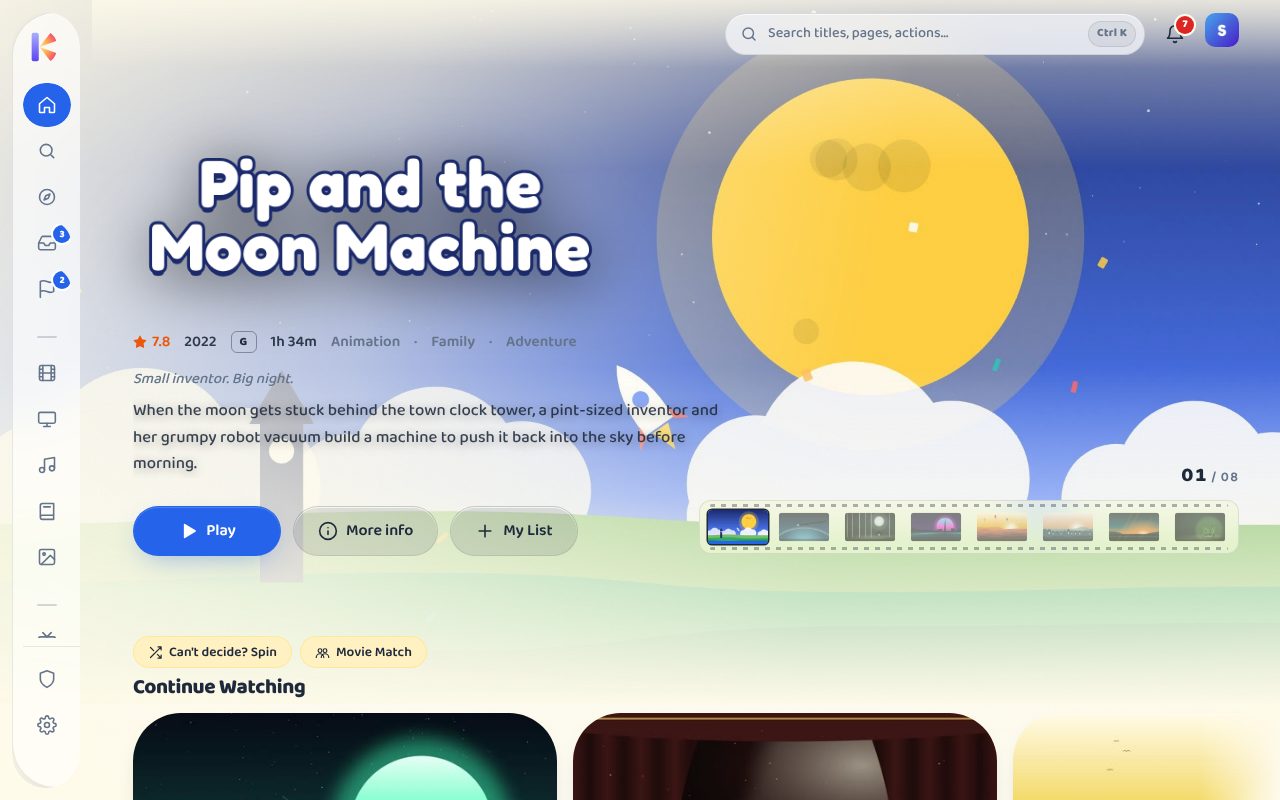 Search titles, pages, actions...
Ctrl K
7
S
3
2
Pip and the
Moon Machine
7.8 2022 G 1h 34m Animation · Family · Adventure
Small inventor. Big night.
When the moon gets stuck behind the town clock tower, a pint-sized inventor and
her grumpy robot vacuum build a machine to push it back into the sky before
morning.
01 / 08
Play
More info
My List
Can't decide? Spin
Movie Match
Continue Watching